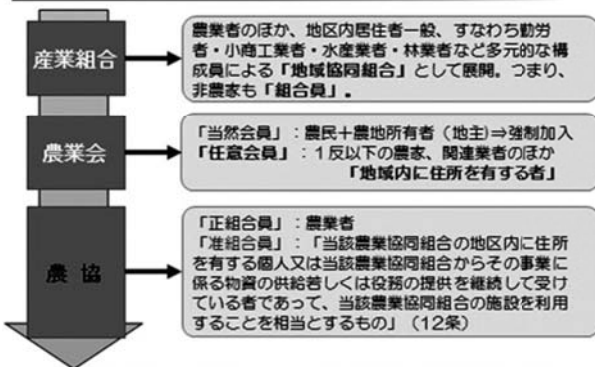 産業組合
農業者のほか、地区内居住者一般、すなわち勤労
者・小商工業者・水産業者・林業者など多元的な構
成員による「地域協同組合」として展開。つまり、
非農家も「組合員」。
農業会
「当然会員」：農民＋農地所有者（地主）⇒強制加入
「任意会員」：１反以下の農家、関連業者のほか
「地域内に住所を有する者」
農協
「正組合員」：農業者
「准組合員」：「当該農業協同組合の地区内に住所
を有する個人又は当該農業協同組合からその事業に
係る物資の供給若しくは役務の提供を継続して受け
ている者であって、当該農業協同組合の施設を利用
することを相当とするもの」（12条）